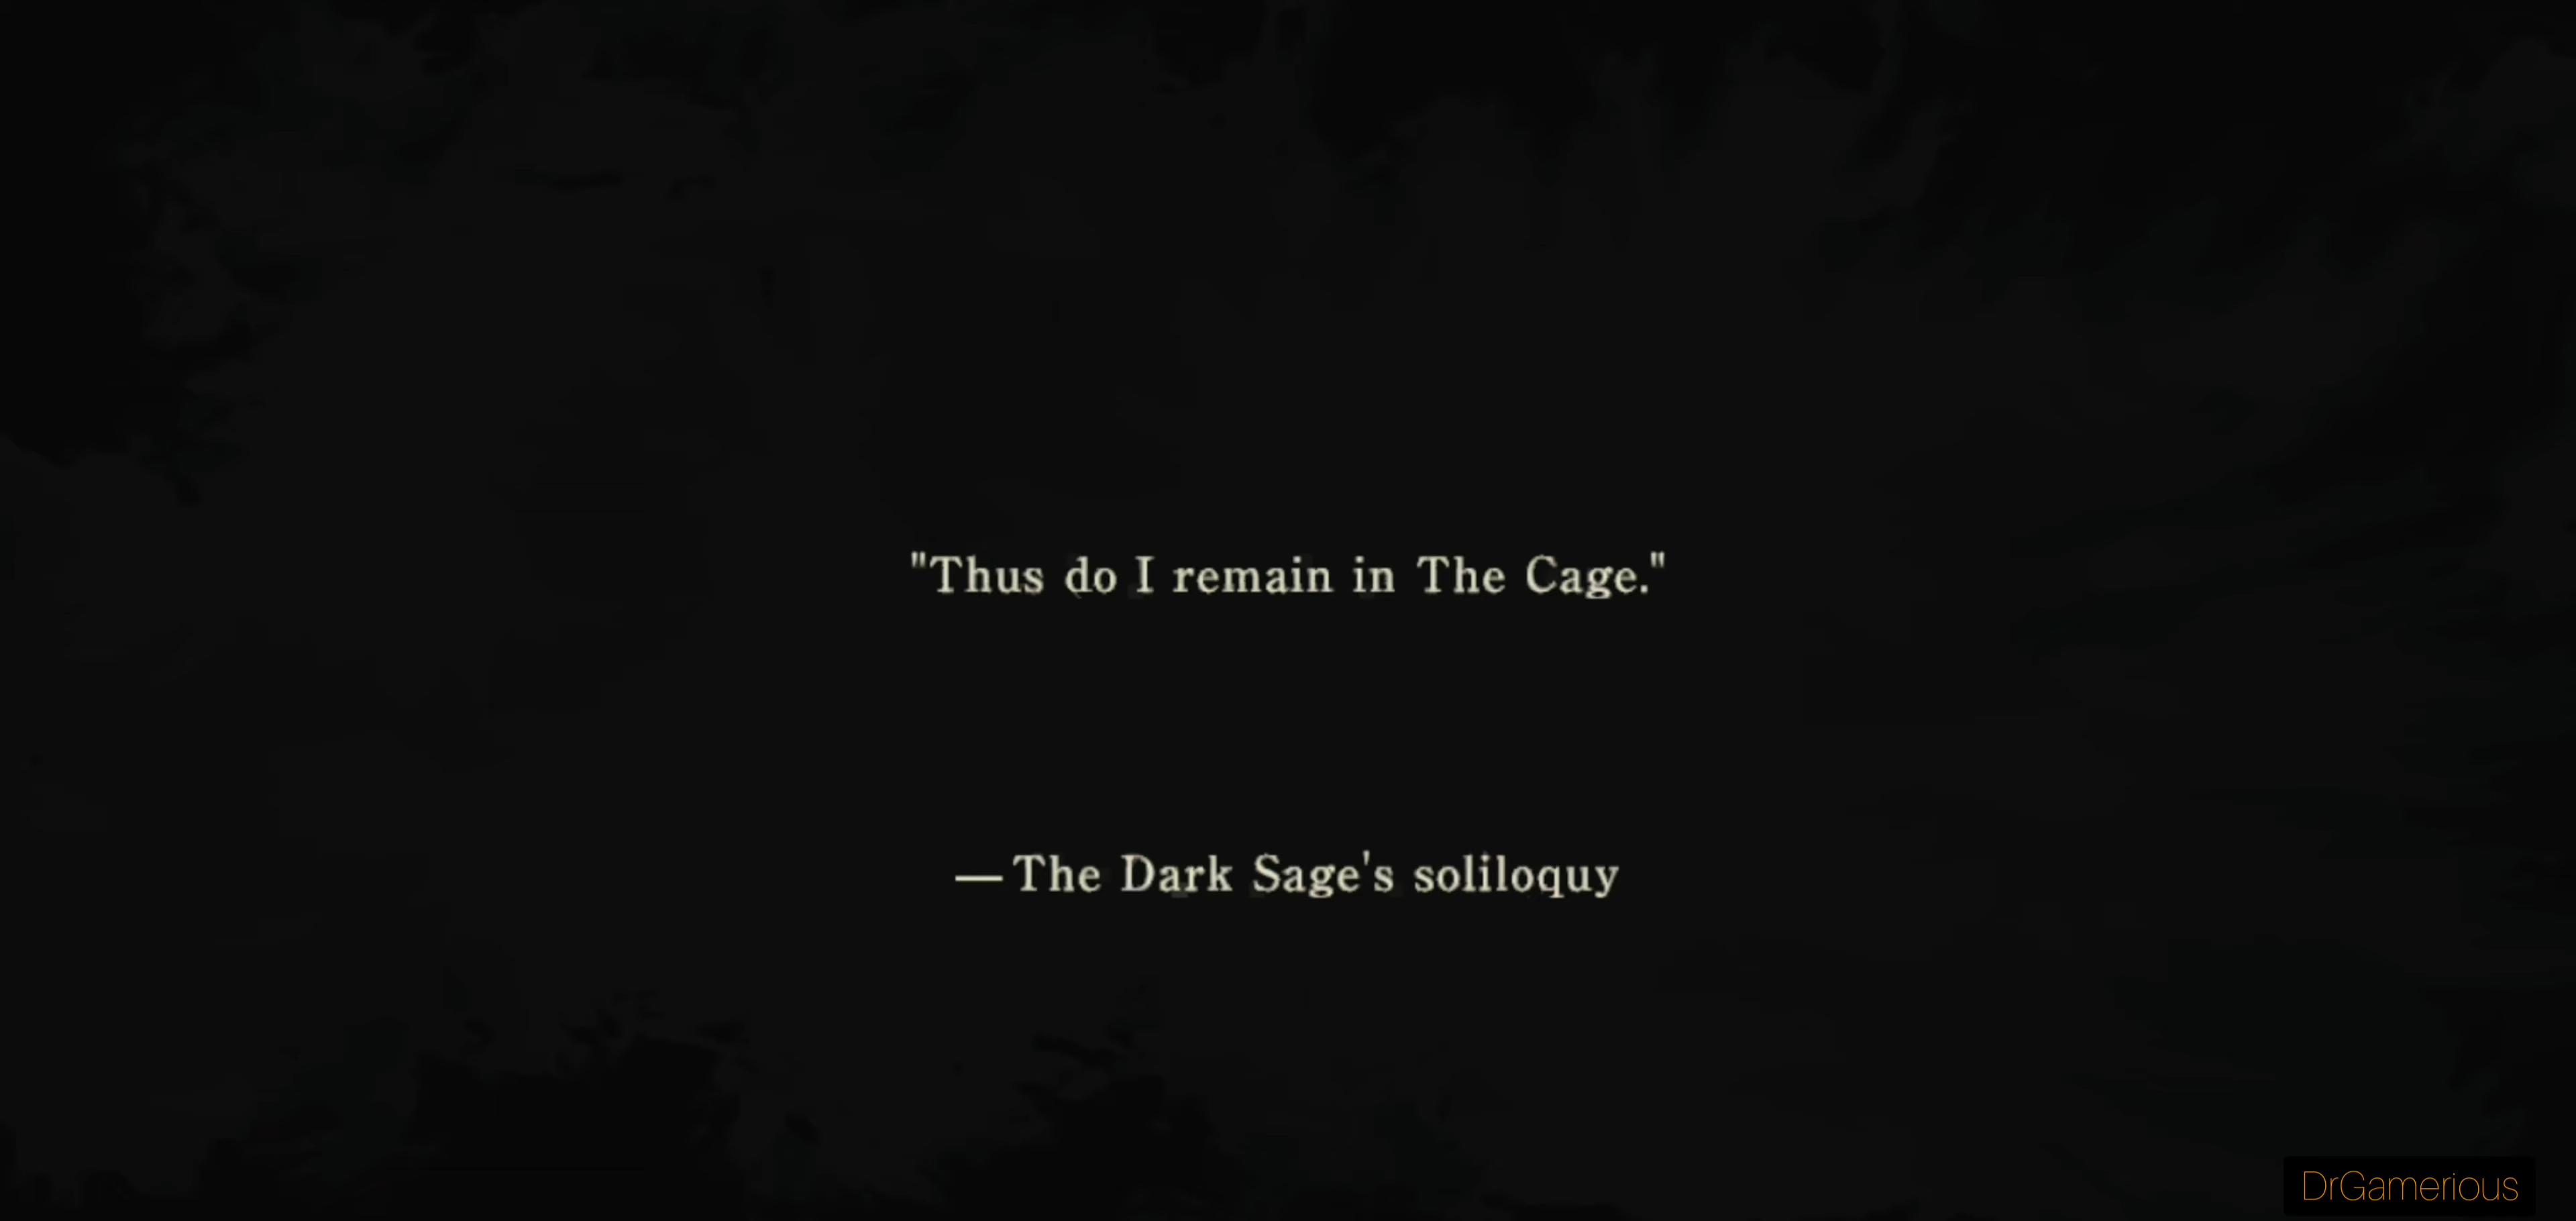 "Thus do I remain in The Cage."
—The Dark Sage's soliloquy
DrGamerious